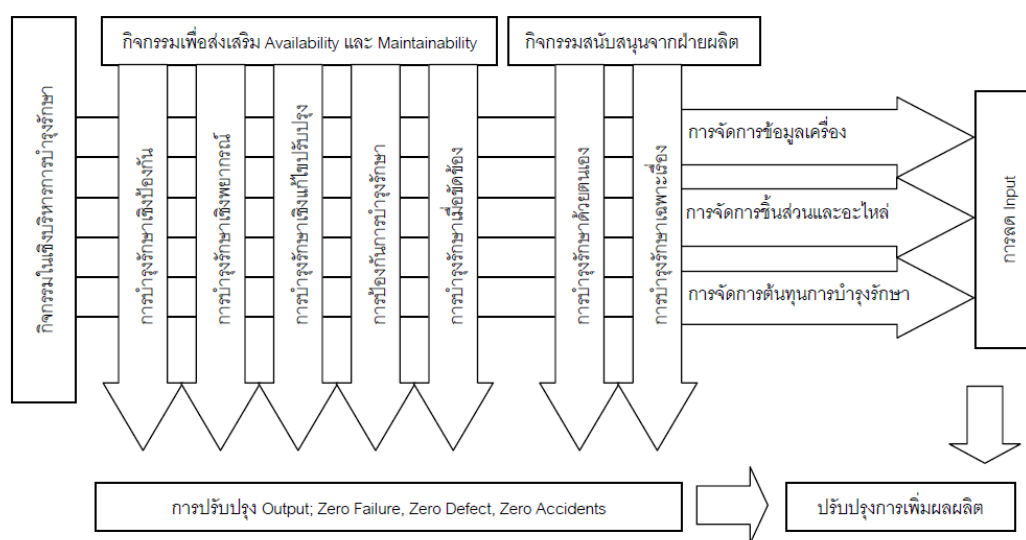 กิจกรรมเพื่อส่งเสริม Availability และ Maintainability
กิจกรรมสนับสนุนจากฝ่ายผลิต
กิจกรรมในเชิงบริหารการบำรุงรักษา
การบำรุงรักษาเชิงป้องกัน
การบำรุงรักษาเชิงพยากรณ์
การบำรุงรักษาเชิงแก้ไขปรับปรุง
การป้องกันการบำรุงรักษา
การบำรุงรักษาเมื่อขัดข้อง
การบำรุงรักษาด้วยตนเอง
การบำรุงรักษาเฉพาะเรื่อง
การจัดการข้อมูลเครื่อง
การจัดการชิ้นส่วนและอะไหล่
การจัดการต้นทุนการบำรุงรักษา
การลด Input
การปรับปรุง Output; Zero Failure, Zero Defect, Zero Accidents
ปรับปรุงการเพิ่มผลผลิต